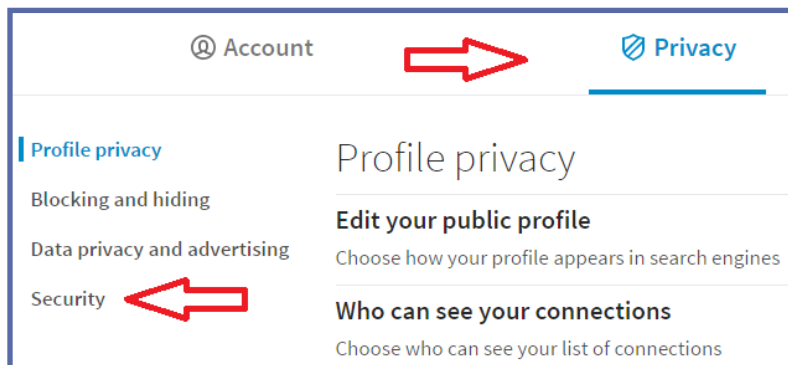 Account
Privacy
Profile privacy
Blocking and hiding
Data privacy and advertising
Security
Profile privacy
Edit your public profile
Choose how your profile appears in search engines
Who can see your connections
Choose who can see your list of connections